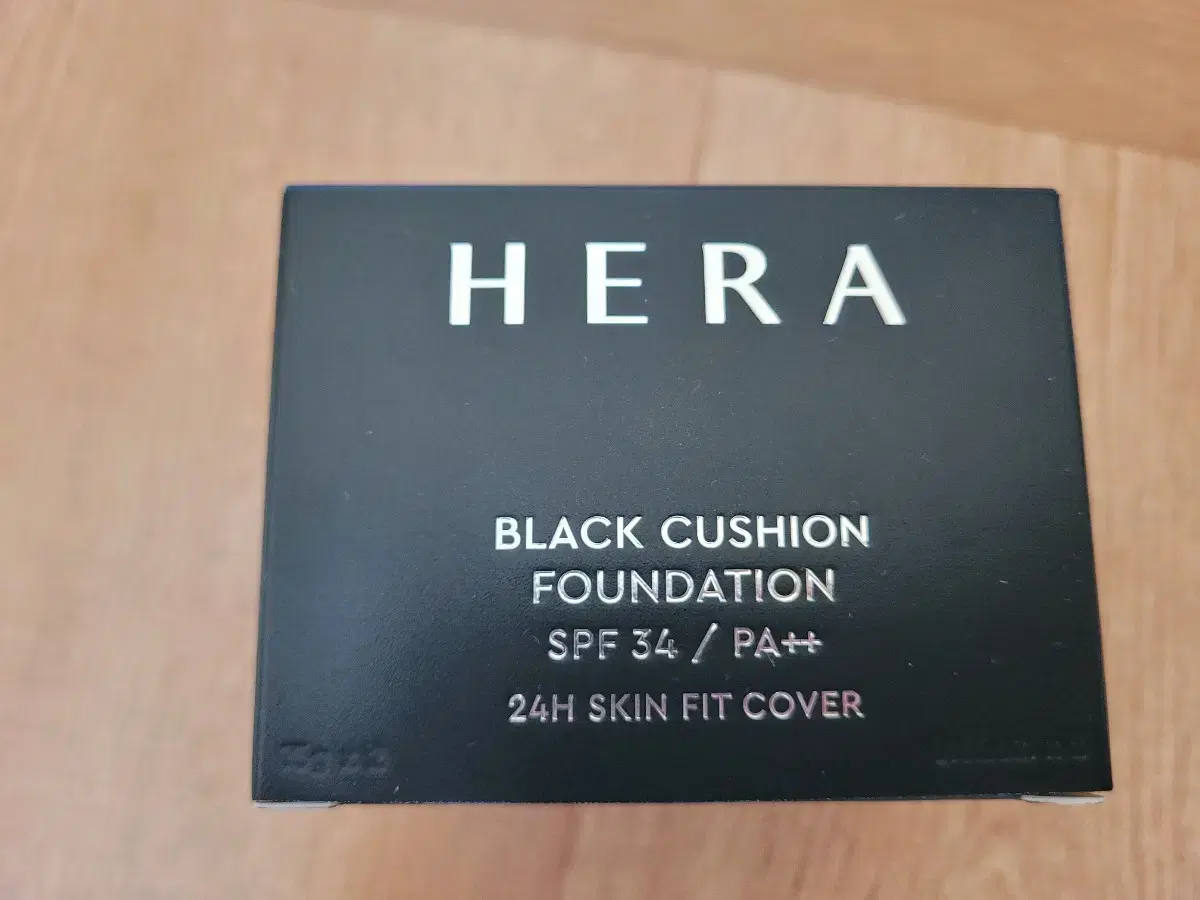 HERA
BLACK CUSHION
FOUNDATION
SPF 34 / PA++
24H SKIN FIT COVER